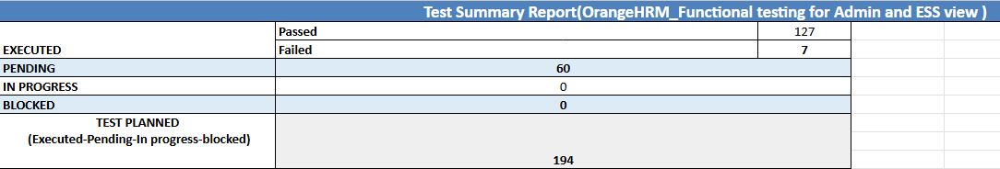 Test Summary Report(OrangeHRM_Functional testing for Admin and ESS view )
Passed 127
EXECUTED Failed 7
PENDING 60
IN PROGRESS 0
BLOCKED 0
TEST PLANNED
(Executed-Pending-In progress-blocked)
194